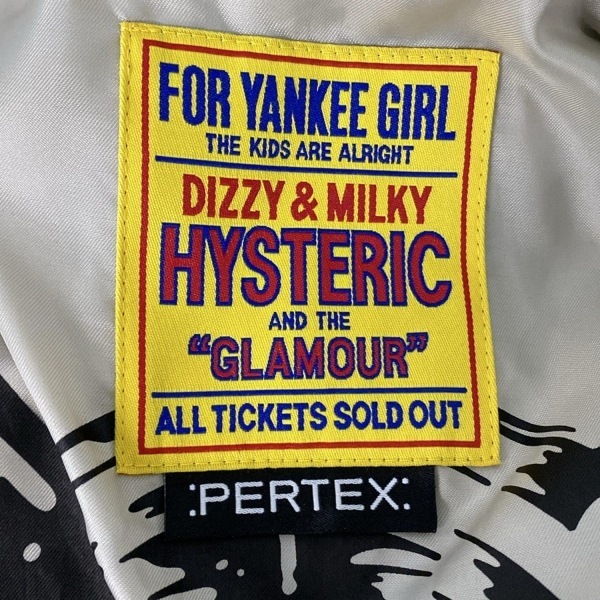 FOR YANKEE GIRL
THE KIDS ARE ALRIGHT
DIZZY & MILKY
HYSTERIC
AND THE
“GLAMOUR”
ALL TICKETS SOLD OUT
:PERTEX: